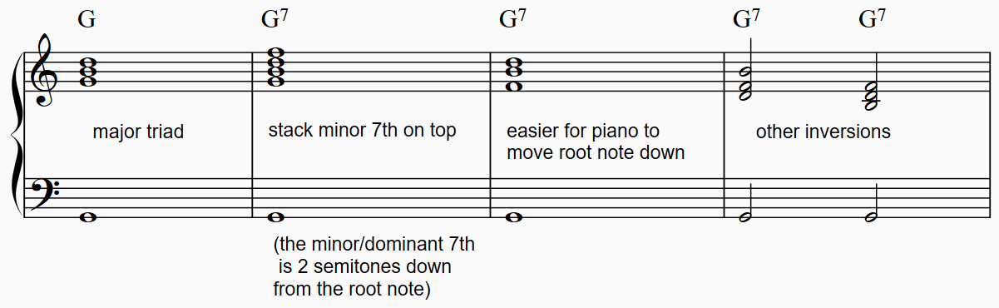 G G7 G7 G7 G7
major triad
stack minor 7th on top
easier for piano to
move root note down
other inversions
(the minor/dominant 7th
is 2 semitones down
from the root note)